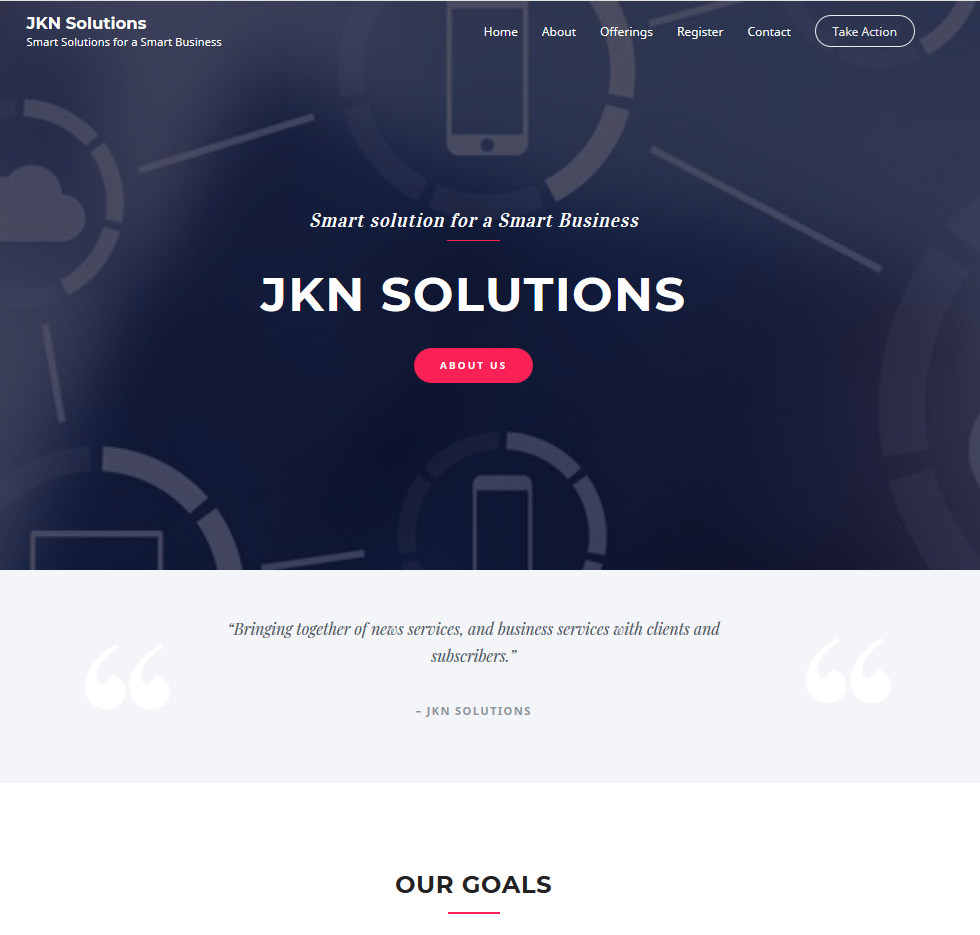 JKN Solutions
Smart Solutions for a Smart Business
Home About Offerings Register Contact Take Action
Smart solution for a Smart Business
JKN SOLUTIONS
ABOUT US
“Bringing together of news services, and business services with clients and
subscribers.”
– JKN SOLUTIONS
OUR GOALS